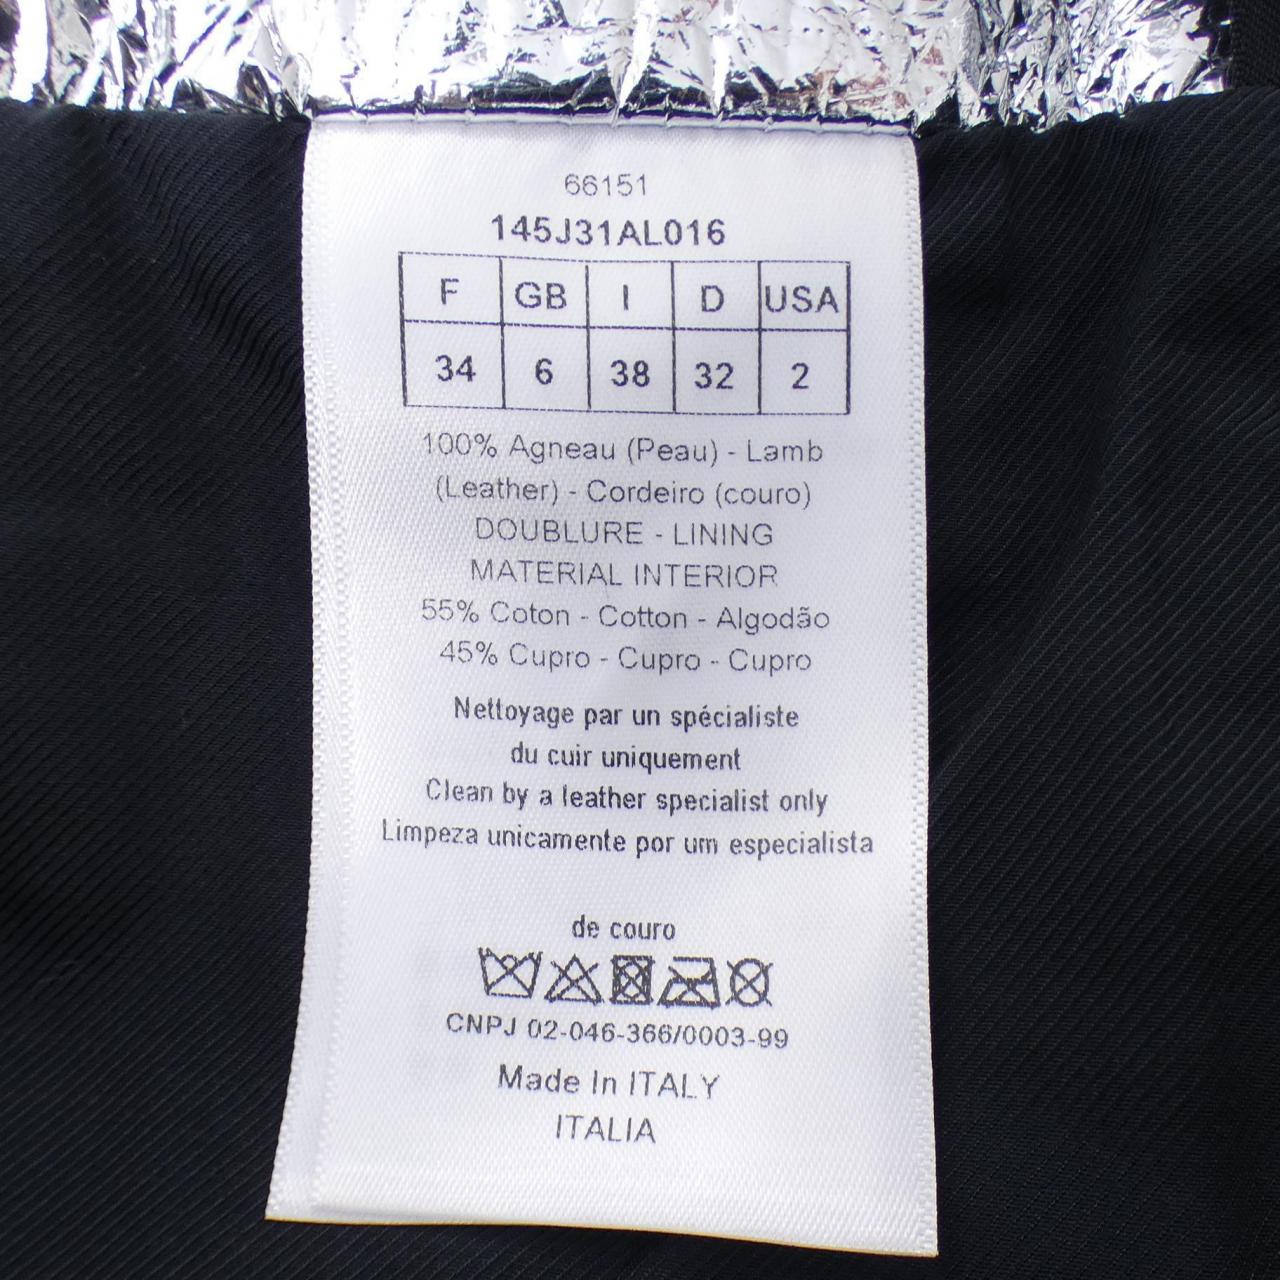 66151
145J31AL016
F GB I D USA
34 6 38 32 2
100% Agneau (Peau) - Lamb
(Leather) - Cordeiro (couro)
DOUBLURE - LINING
MATERIAL INTERIOR
55% Coton - Cotton - Algodão
45% Cupro - Cupro - Cupro
Nettoyage par un spécialiste
du cuir uniquement
Clean by a leather specialist only
Limpeza unicamente por um especialista
de couro
CNPJ 02-046-366/0003-99
Made In ITALY
ITALIA